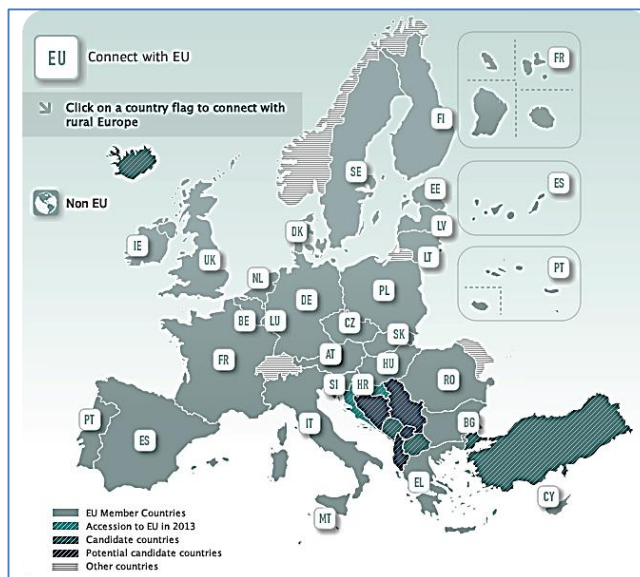 EU
Connect with EU
Click on a country flag to connect with
rural Europe
Non EU
FR
ES
PT
FI
SE
EE
LV
LT
DK
IE
UK
NL
BE
LU
DE
PL
CZ
SK
AT
HU
FR
SI
HR
RO
PT
ES
IT
BG
EL
MT
CY
EU Member Countries
Accession to EU in 2013
Candidate countries
Potential candidate countries
Other countries